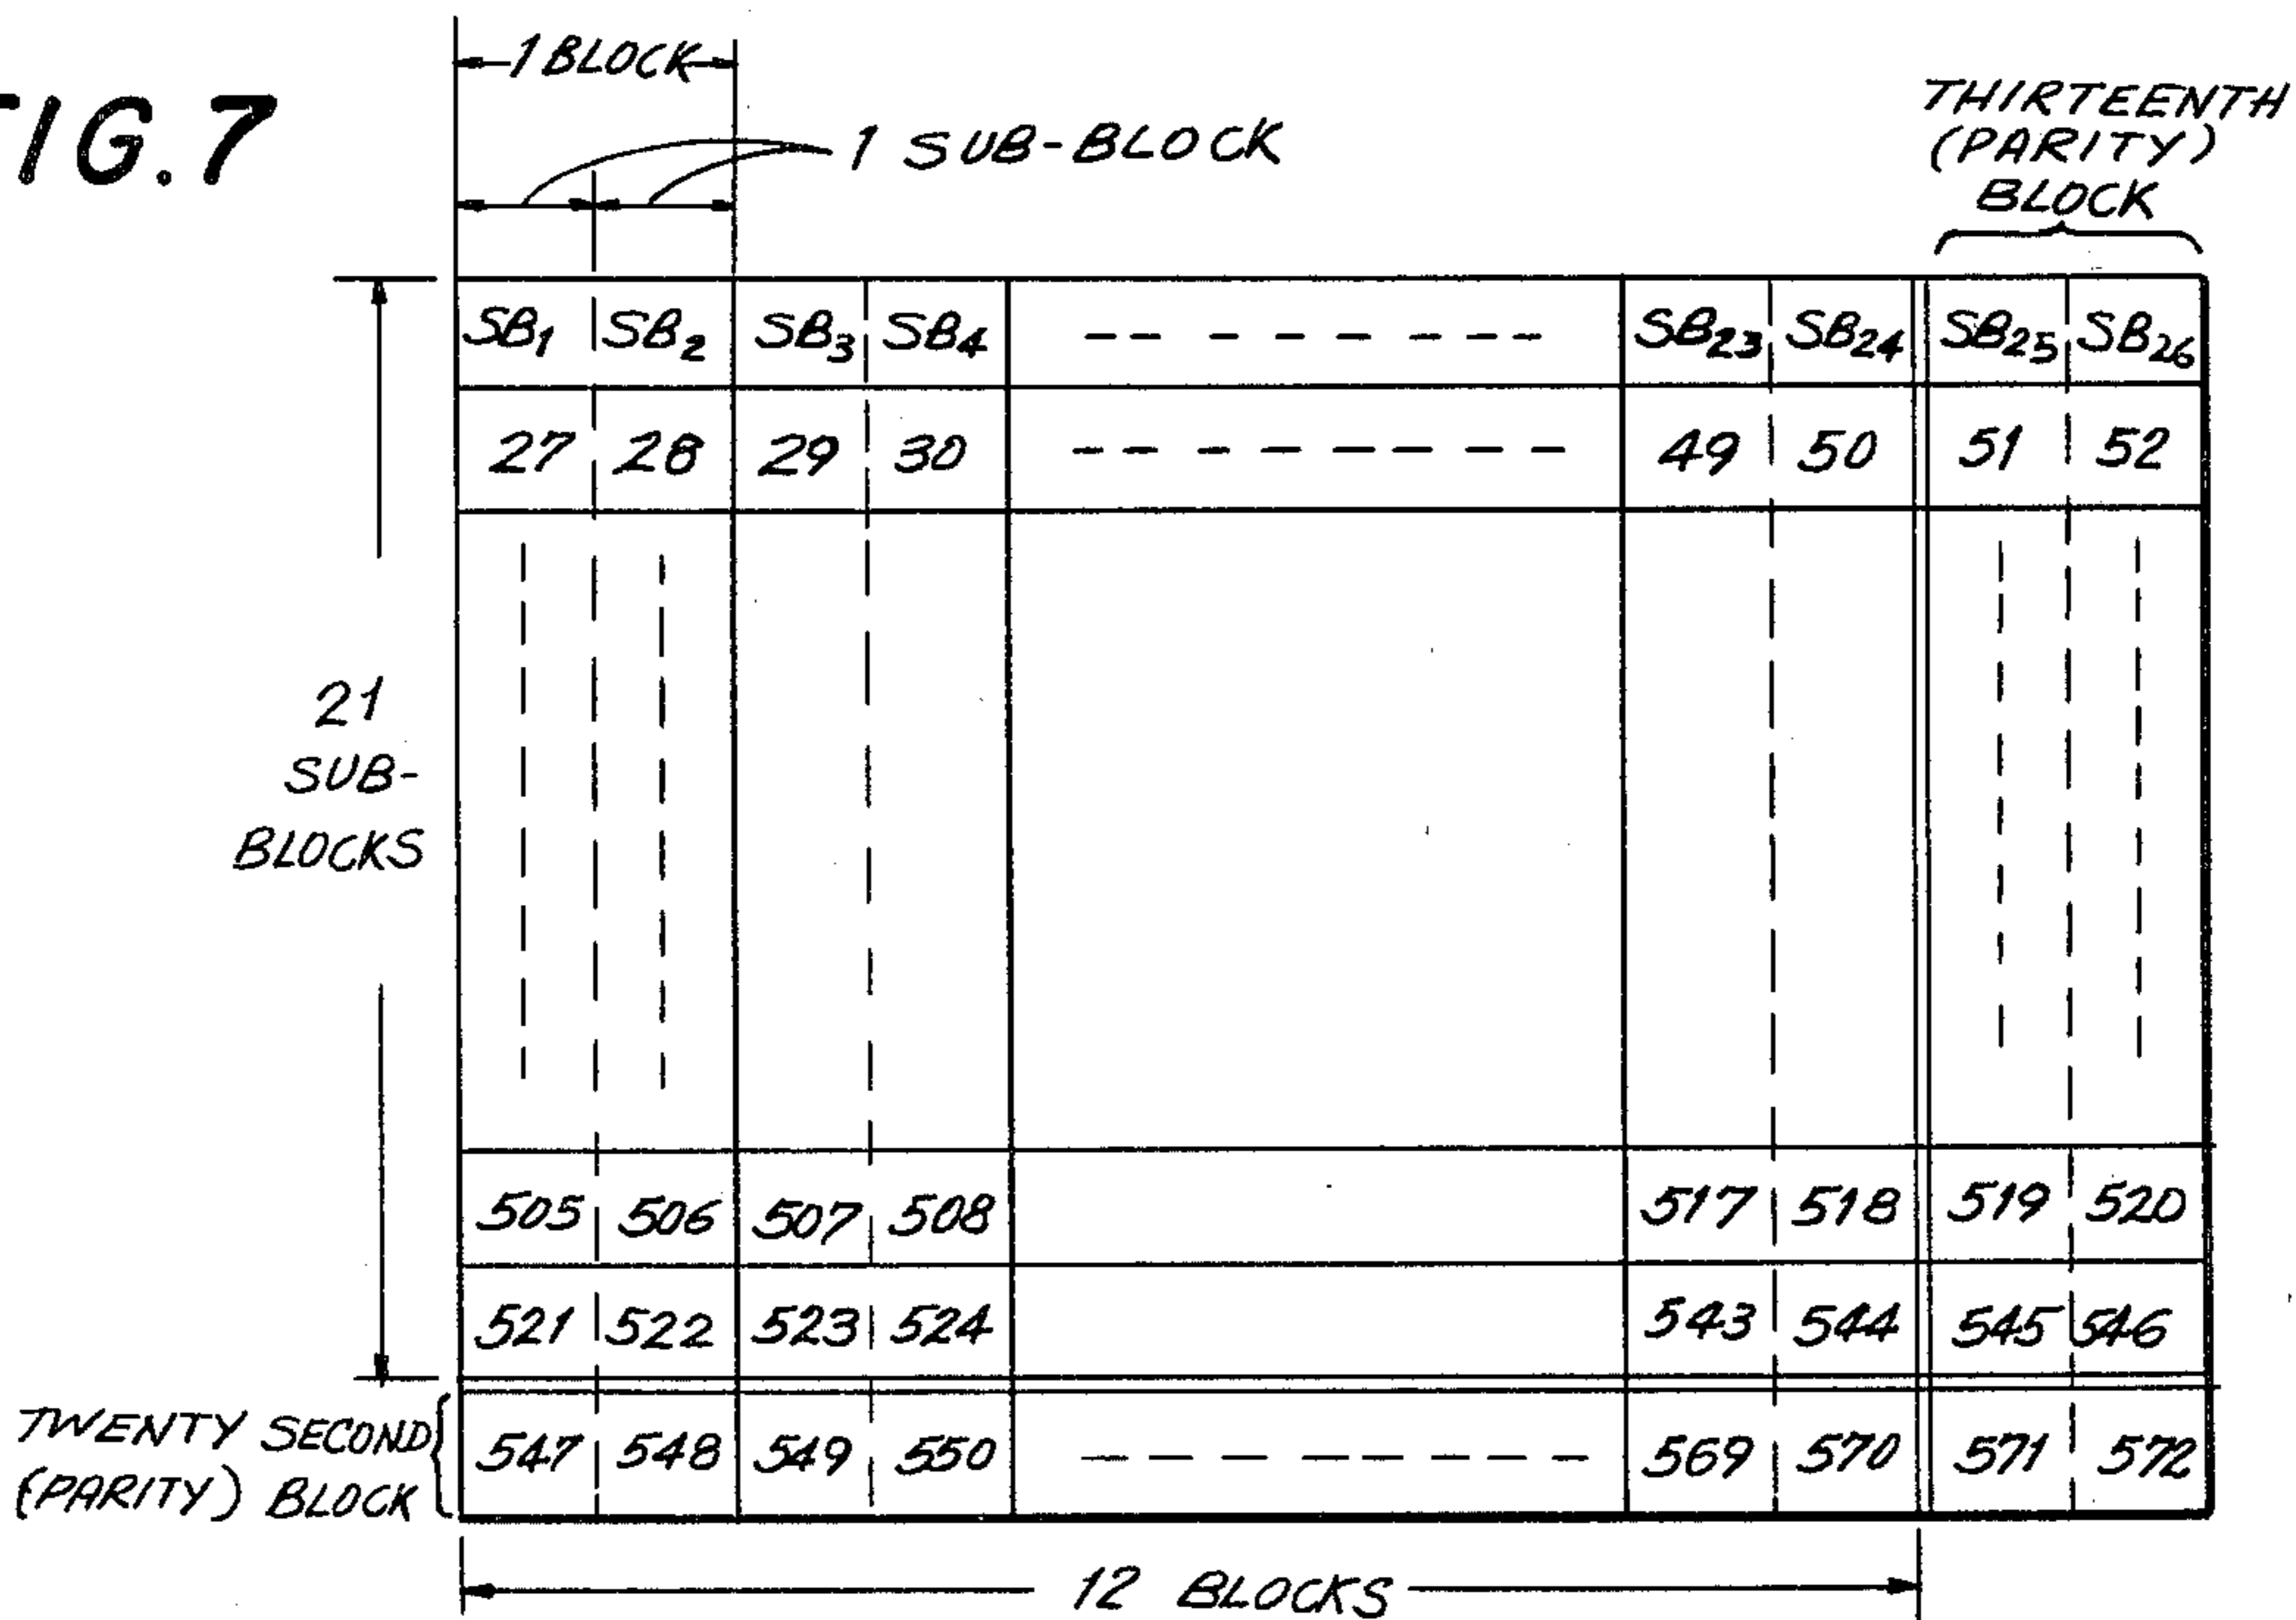 FIG.7
1 BLOCK
1 SUB-BLOCK
THIRTEENTH
(PARITY)
BLOCK
SB1 SB2 SB3 SB4 SB23 SB24 SB25 SB26
27 28 29 30 49 50 51 52
21
SUB-
BLOCKS
505 506 507 508 517 518 519 520
521 522 523 524 543 544 545 546
TWENTY SECOND
(PARITY) BLOCK
547 548 549 550 569 570 571 572
12 BLOCKS